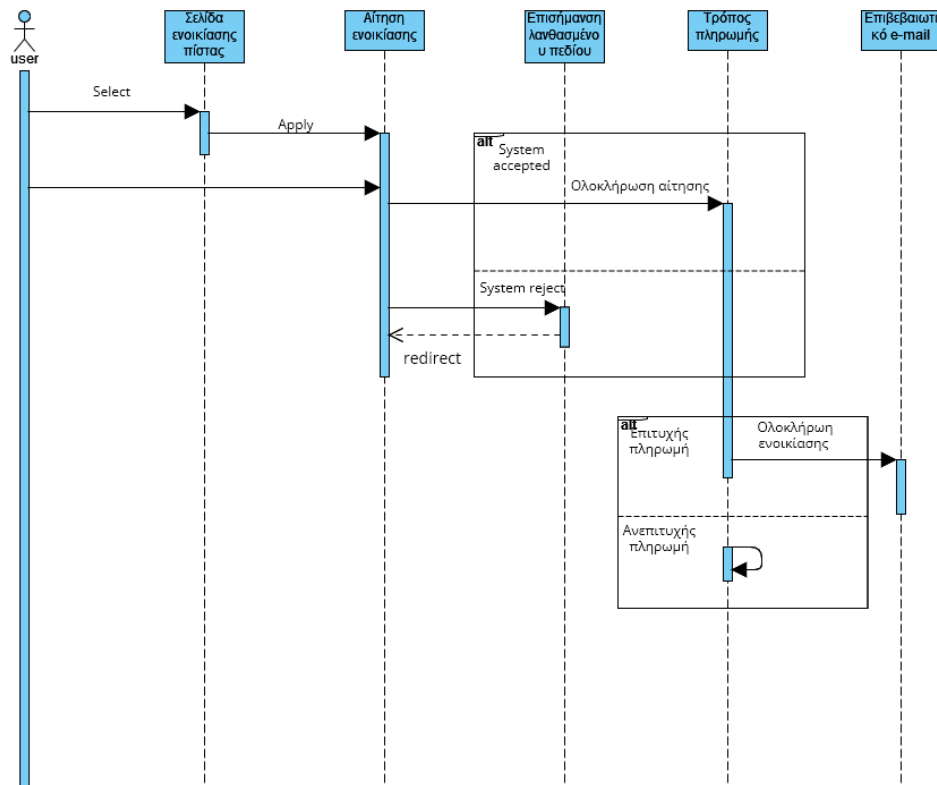 user
Σελίδα
ενοικίασης
πίστας
Αίτηση
ενοικίασης
Επισήμανση
λανθασμένο
υ πεδίου
Τρόπος
πληρωμής
Επιβεβαιωτι
κό e-mail
Select
Apply
alt
System
accepted
Ολοκλήρωση αίτησης
System reject
redirect
alt
Επιτυχής
πληρωμή
Ολοκλήρωη
ενοικίασης
Ανεπιτυχής
πληρωμή